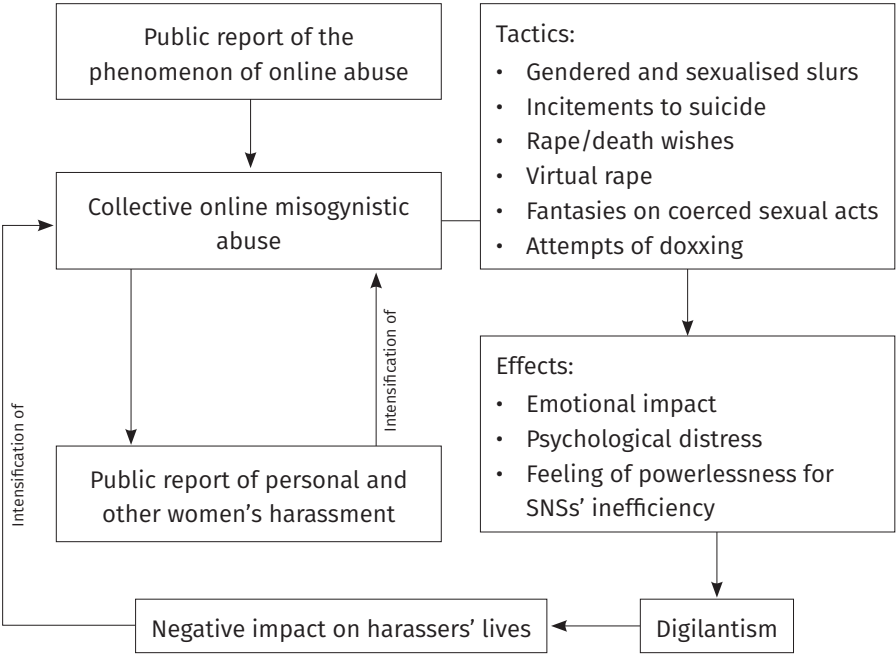 Public report of the
phenomenon of online abuse
Tactics:
• Gendered and sexualised slurs
• Incitements to suicide
• Rape/death wishes
• Virtual rape
• Fantasies on coerced sexual acts
• Attempts of doxxing
Collective online misogynistic
abuse
Intensification of
Intensification of
Effects:
• Emotional impact
• Psychological distress
• Feeling of powerlessness for
SNSs’ inefficiency
Public report of personal and
other women’s harassment
Negative impact on harassers’ lives
Digilantism